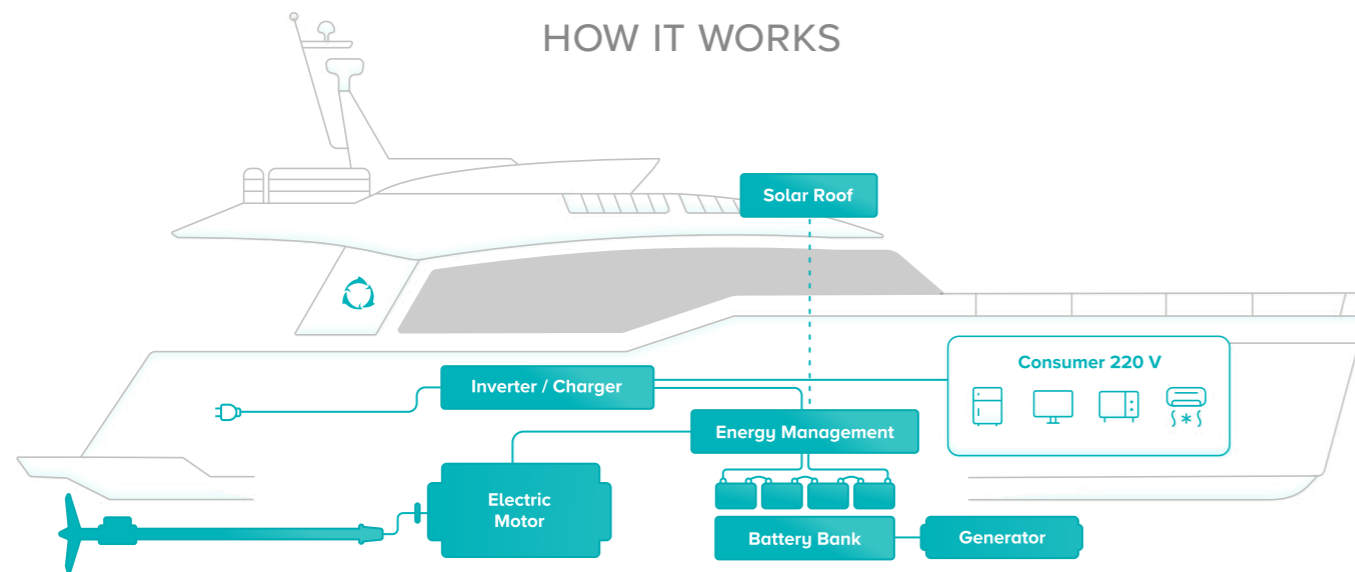 HOW IT WORKS
Solar Roof
Consumer 220 V
Inverter / Charger
Energy Management
Electric
Motor
Battery Bank
Generator